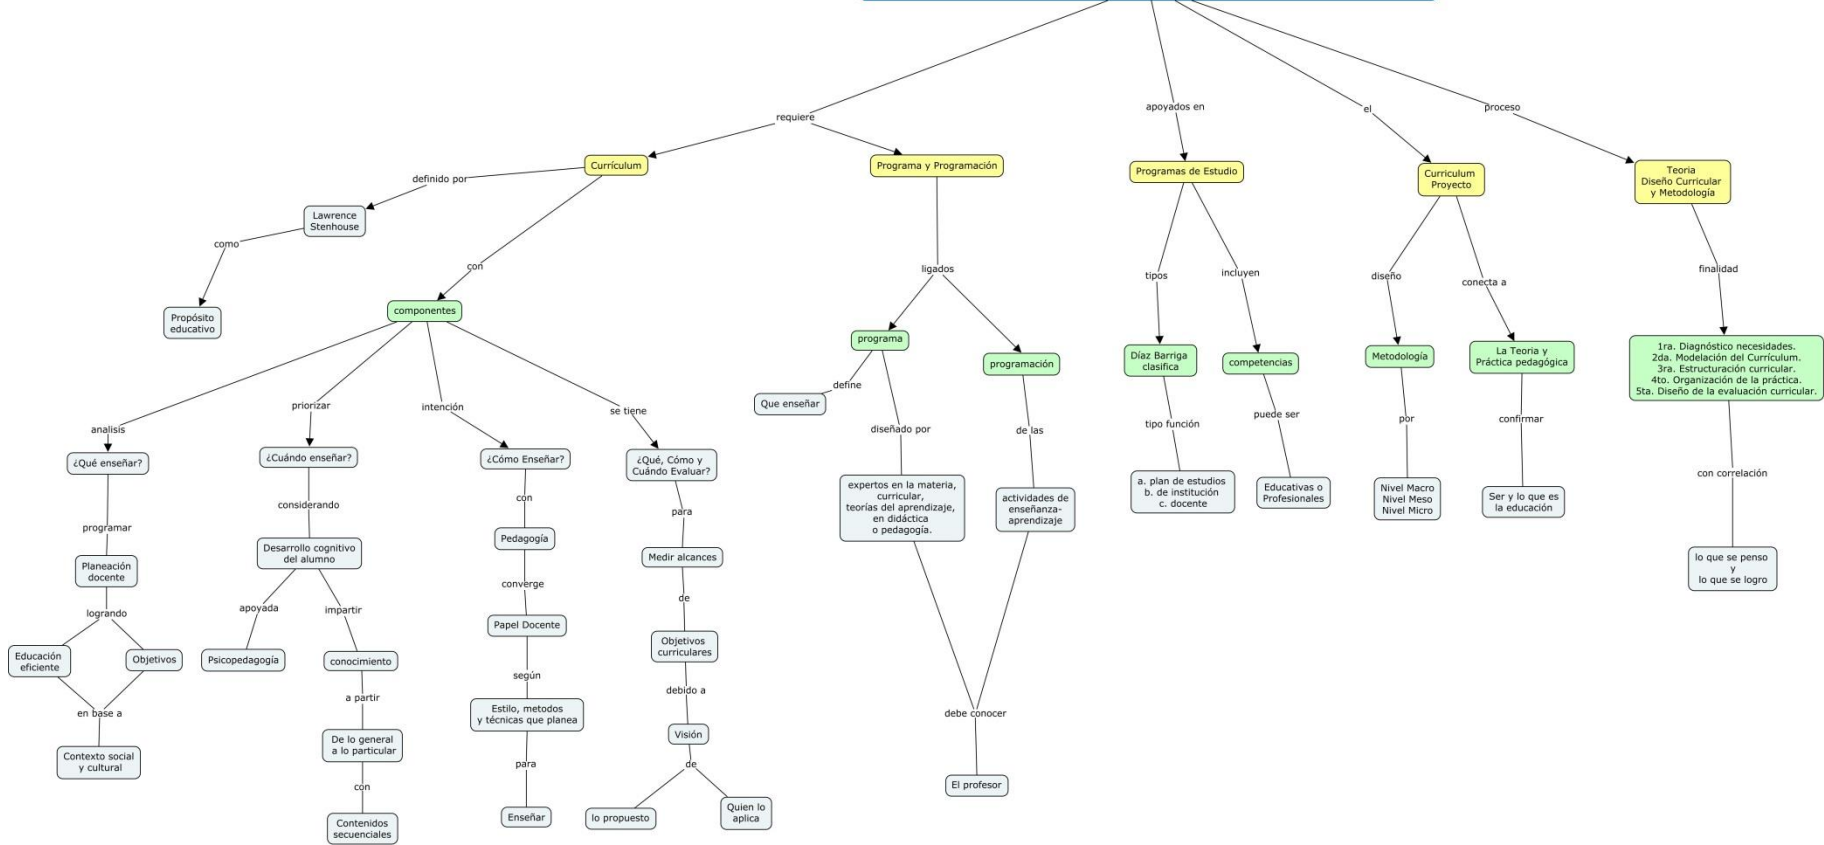 requiere
apoyados en
el
proceso
Currículum
Programa y Programación
Programas de Estudio
Curriculum
Proyecto
Teoria
Diseño Curricular
y Metodología
definido por
Lawrence
Stenhouse
como
Propósito
educativo
con
componentes
analisis
priorizar
intención
se tiene
¿Qué enseñar?
programar
Planeación
docente
logrando
Educación
eficiente
Objetivos
en base a
Contexto social
y cultural
¿Cuándo enseñar?
considerando
Desarrollo cognitivo
del alumno
apoyada
impartir
Psicopedagogía
conocimiento
a partir
De lo general
a lo particular
con
Contenidos
secuenciales
¿Cómo Enseñar?
con
Pedagogía
converge
Papel Docente
según
Estilo, metodos
y técnicas que planea
para
Enseñar
¿Qué, Cómo y
Cuándo Evaluar?
para
Medir alcances
de
Objetivos
curriculares
debido a
Visión
de
lo propuesto
Quien lo
aplica
ligados
programa
programación
define
Que enseñar
diseñado por
expertos en la materia,
curricular,
teorías del aprendizaje,
en didáctica
o pedagogía.
de las
actividades de
enseñanza-
aprendizaje
debe conocer
El profesor
tipos
incluyen
Díaz Barriga
clasifica
tipo función
a. plan de estudios
b. de institución
c. docente
competencias
puede ser
Educativas o
Profesionales
diseño
conecta a
Metodología
por
Nivel Macro
Nivel Meso
Nivel Micro
La Teoria y
Práctica pedagógica
confirmar
Ser y lo que es
la educación
finalidad
1ra. Diagnóstico necesidades.
2da. Modelación del Currículum.
3ra. Estructuración curricular.
4to. Organización de la práctica.
5ta. Diseño de la evaluación curricular.
con correlación
lo que se penso
y
lo que se logro